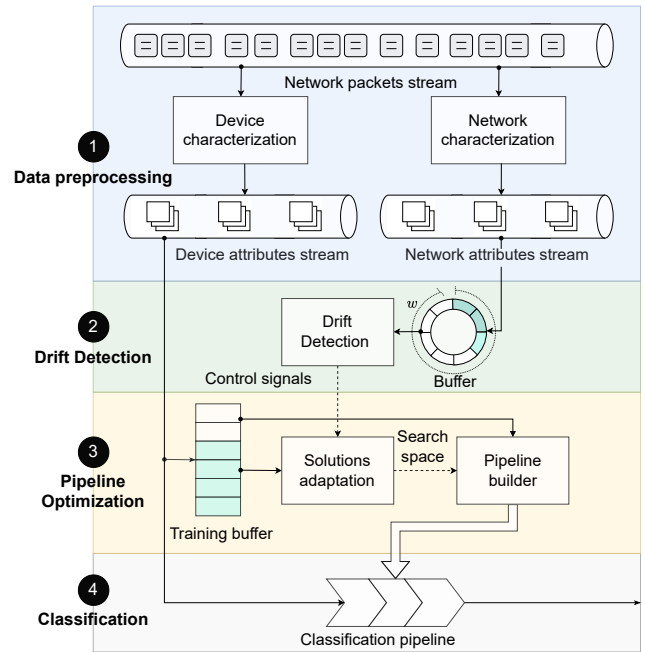 Network packets stream
Device
characterization
Network
characterization
1
Data preprocessing
Device attributes stream
Network attributes stream
2
Drift Detection
Drift
Detection
w
Buffer
Control signals
3
Pipeline
Optimization
Solutions
adaptation
Search
space
Pipeline
builder
Training buffer
4
Classification
Classification pipeline